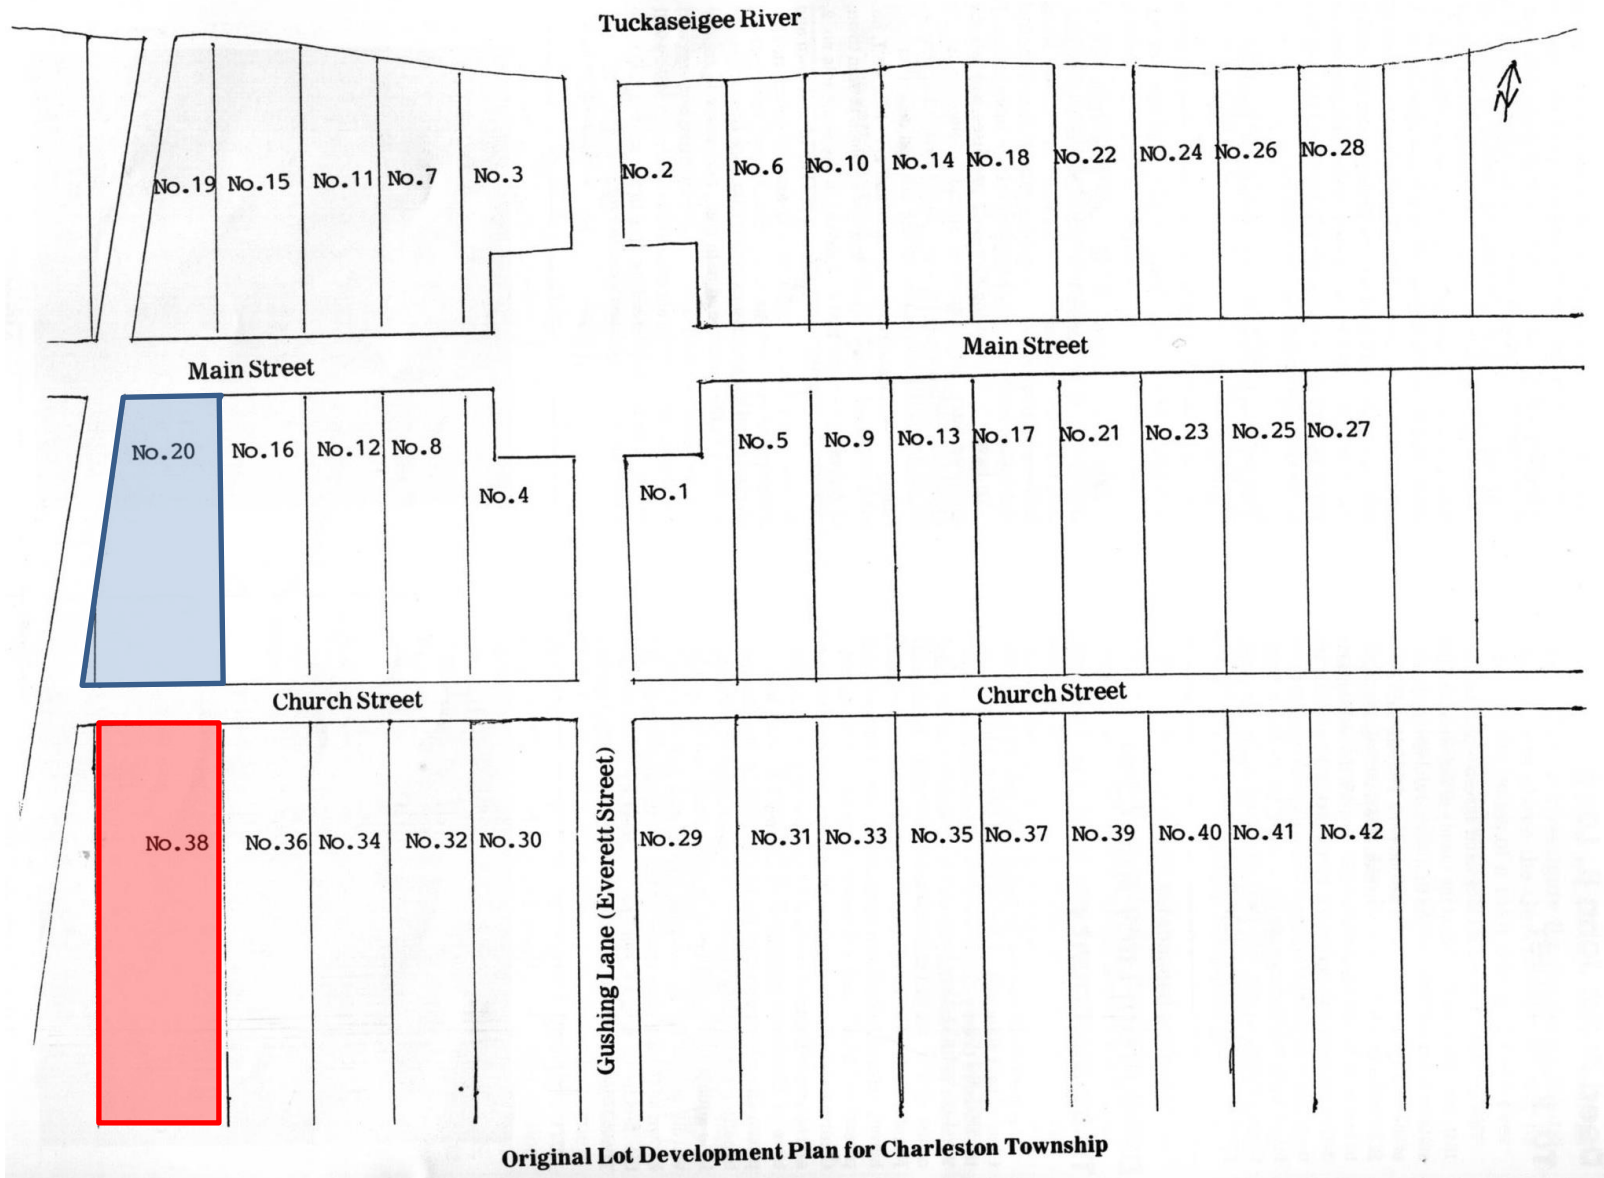 Tuckaseigee River
N
No.19 No.15 No.11 No.7 No.3 No.2 No.6 No.10 No.14 No.18 No.22 NO.24 No.26 No.28
Main Street Main Street
No.20 No.16 No.12 No.8 No.4 No.1 No.5 No.9 No.13 No.17 No.21 No.23 No.25 No.27
Church Street Church Street
No.38 No.36 No.34 No.32 No.30 No.29 No.31 No.33 No.35 No.37 No.39 No.40 No.41 No.42
Gushing Lane (Everett Street)
Original Lot Development Plan for Charleston Township